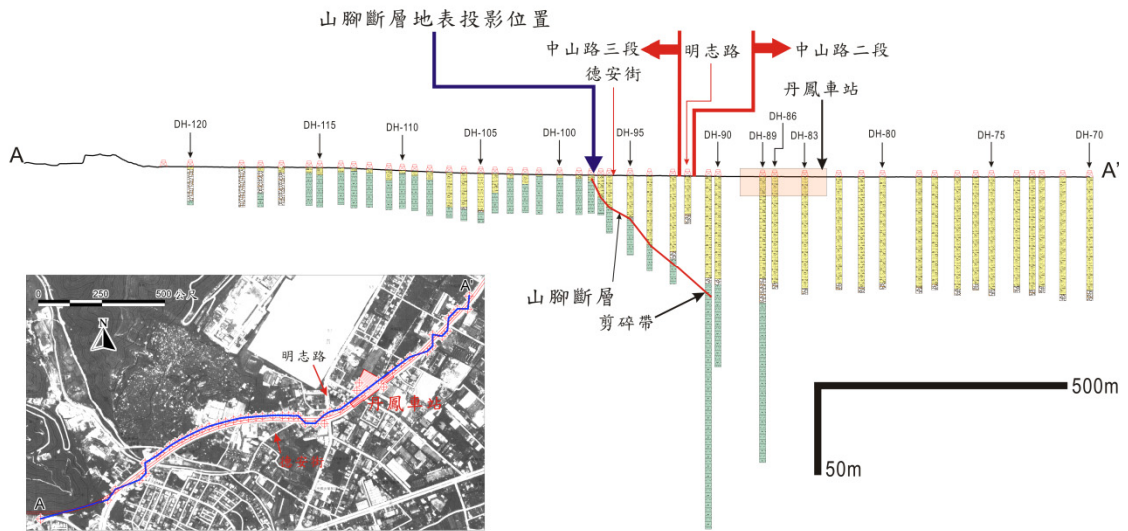 山腳斷層地表投影位置
中山路三段
明志路
中山路二段
德安街
丹鳳車站
DH-86
DH-120
DH-115
DH-110
DH-105
DH-100
DH-95
DH-90
DH-89
DH-83
DH-80
DH-75
DH-70
A
A'
山腳斷層
剪碎帶
500m
50m
0 250 500 公尺
N
A'
明志路
丹鳳車站
德安街
A